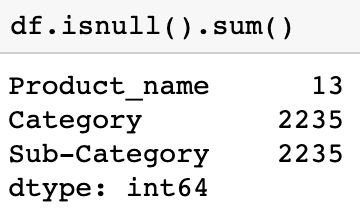 df.isnull().sum()
Product_name 13
Category 2235
Sub-Category 2235
dtype: int64